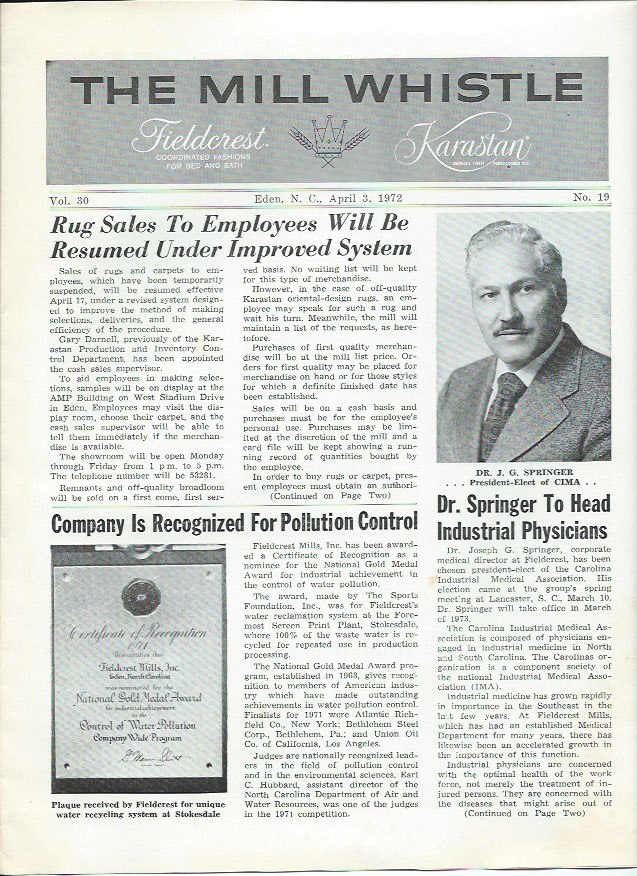 THE MILL WHISTLE
Fieldcrest
COORDINATED FASHIONS
FOR BED AND BATH
Karastan
Vol. 30
Eden, N. C., April 3, 1972
No. 19
Rug Sales To Employees Will Be
Resumed Under Improved System
Sales of rugs and carpets to em-
ployees, which have been temporarily
suspended, will be resumed effective
April 17, under a revised system design-
ed to improve the method of making
selections, deliveries, and the general
efficiency of the procedure.
Gary Darnell, previously of the Kar-
astan Production and Inventory Con-
trol Department, has been appointed
the cash sales supervisor.
To aid employees in making selec-
tions, samples will be on display at the
AMP Building on West Stadium Drive
in Eden. Employees may visit the dis-
play room, choose their carpet, and the
cash sales supervisor will be able to
tell them immediately if the merchan-
dise is available.
The showroom will be open Monday
through Friday from 1 p.m. to 5 p.m.
The telephone number will be 53281.
Remnants and off-quality broadloom
will be sold on a first come, first ser-
ved basis. No waiting list will be kept
for this type of merchandise.
However, in the case of off-quality
Karastan oriental-design rugs, an em-
ployee may speak for such a rug and
wait his turn. Meanwhile, the mill will
maintain a list of the requests, as here-
tofore.
Purchases of first quality merchan-
dise will be at the mill list price. Or-
ders for first quality may be placed for
merchandise on hand or for those styles
for which a definite finished date has
been established.
Sales will be on a cash basis and
purchases must be for the employee's
personal use. Purchases may be lim-
ited at the discretion of the mill and a
card file will be kept showing a run-
ning record of quantities bought by
the employee.
In order to buy rugs or carpet, pres-
ent employees must obtain an authori-
(Continued on Page Two)
DR. J. G. SPRINGER
. . . President-Elect of CIMA . .
Dr. Springer To Head
Industrial Physicians
Dr. Joseph G. Springer, corporate
medical director at Fieldcrest, has been
chosen president-elect of the Carolina
Industrial Medical Association. His
election came at the group's spring
meeting at Lancaster, S. C., March 10.
Dr. Springer will take office in March
of 1973.
The Carolina Industrial Medical As-
sociation is composed of physicians en-
gaged in industrial medicine in North
and South Carolina. The Carolinas or-
ganization is a component society of
the national Industrial Medical Associa-
tion (IMA).
Industrial medicine has grown rapidly
in importance in the Southeast in the
last few years. At Fieldcrest Mills,
which has had an established Medical
Department for many years, there has
likewise been an accelerated growth in
the importance of this function.
Industrial physicians are concerned
with the optimal health of the work
force, not merely the treatment of in-
jured persons. They are concerned with
the diseases that might arise out of
(Continued on Page Two)
Company Is Recognized For Pollution Control
Certificate of Recognition
1971
This certifies that
Fieldcrest Mills, Inc.
Eden, North Carolina
was nominated for the
National Gold Medal Award
for industrial achievement
in the
Control of Water Pollution
Company Wide Program
Plaque received by Fieldcrest for unique
water recycling system at Stokesdale
Fieldcrest Mills, Inc. has been award-
ed a Certificate of Recognition as a
nominee for the National Gold Medal
Award for industrial achievement in
the control of water pollution.
The award, made by The Sports
Foundation, Inc., was for Fieldcrest's
water reclamation system at the Fore-
most Screen Print Plant, Stokesdale,
where 100% of the waste water is re-
cycled for repeated use in production
processing.
The National Gold Medal Award pro-
gram, established in 1968, gives recog-
nition to members of American indus-
try which have made outstanding
achievements in water pollution control.
Finalists for 1971 were Atlantic Rich-
field Co., New York; Bethlehem Steel
Corp., Bethlehem, Pa.; and Union Oil
Co. of California, Los Angeles.
Judges are nationally recognized lead-
ers in the field of pollution control
and in the environmental sciences. Earl
C. Hubbard, assistant director of the
North Carolina Department of Air and
Water Resources, was one of the judges
in the 1971 competition.